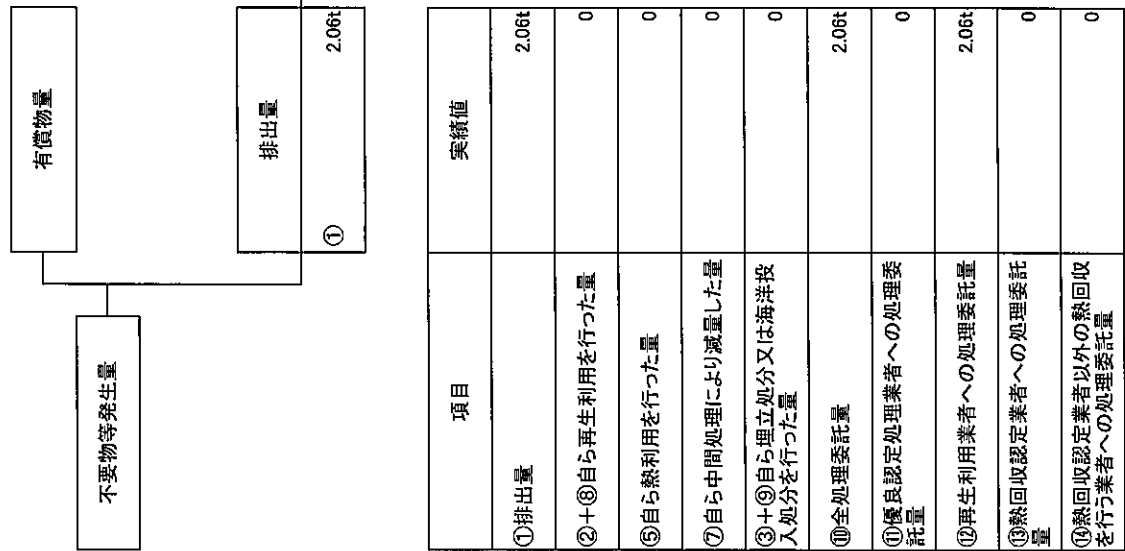 有償物量
不要物等発生量
排出量
① 2.06t
項目 実績値
①排出量 2.06t
②+⑧自ら再生利用を行った量 0
⑤自ら熱利用を行った量 0
⑦自ら中間処理により減量した量 0
③+⑨自ら埋立処分又は海洋投
入処分を行った量 0
⑩全処理委託量 2.06t
⑪優良認定処理業者への処理委
託量 0
⑫再生利用業者への処理委託量 2.06t
⑬熱回収認定業者への処理委託
量 0
⑭熱回収認定業者以外の熱回収
を行う業者への処理委託量 0